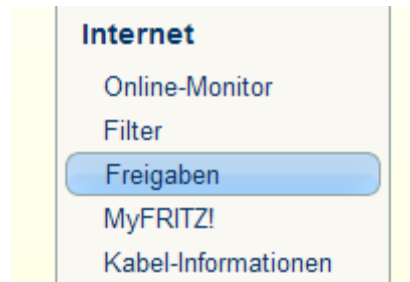 Internet
Online-Monitor
Filter
Freigaben
MyFRITZ!
Kabel-Informationen